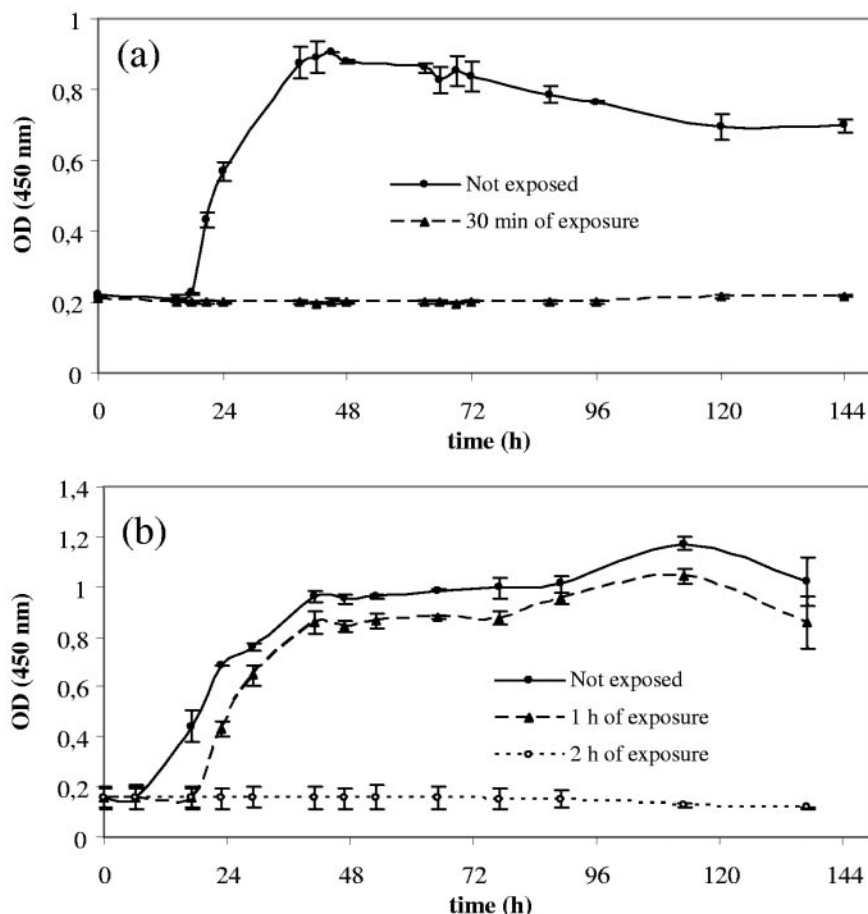 (a)
OD (450 nm)
1
0,8
0,6
0,4
0,2
0
Not exposed
30 min of exposure
0 24 48 72 96 120 144
time (h)
(b)
OD (450 nm)
1,4
1,2
1
0,8
0,6
0,4
0,2
0
Not exposed
1 h of exposure
2 h of exposure
0 24 48 72 96 120 144
time (h)